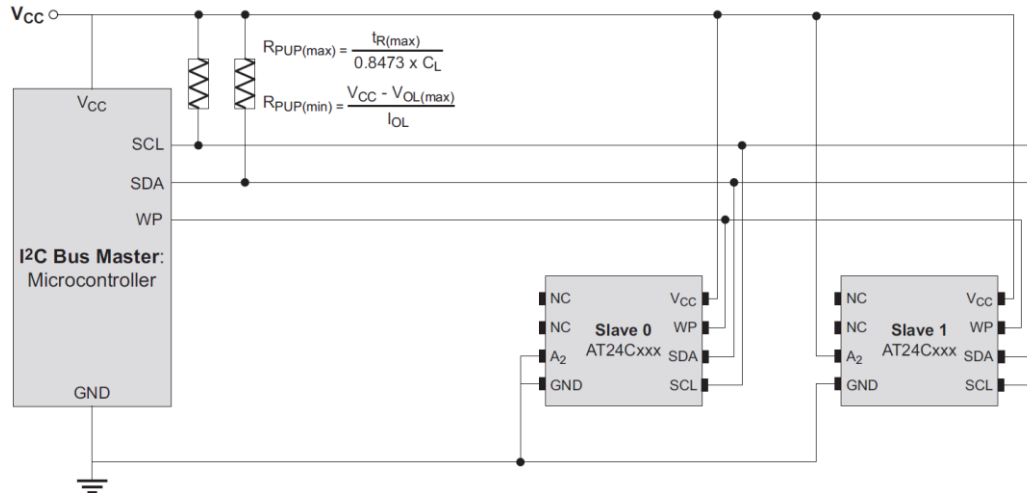 VCC
RPUP(max) = tR(max) / 0.8473 x CL
RPUP(min) = VCC - VOL(max) / IOL
VCC
SCL
SDA
WP
I²C Bus Master:
Microcontroller
GND
NC
VCC
NC
Slave 0
WP
AT24Cxxx
A2
SDA
GND
SCL
NC
VCC
NC
Slave 1
WP
AT24Cxxx
A2
SDA
GND
SCL